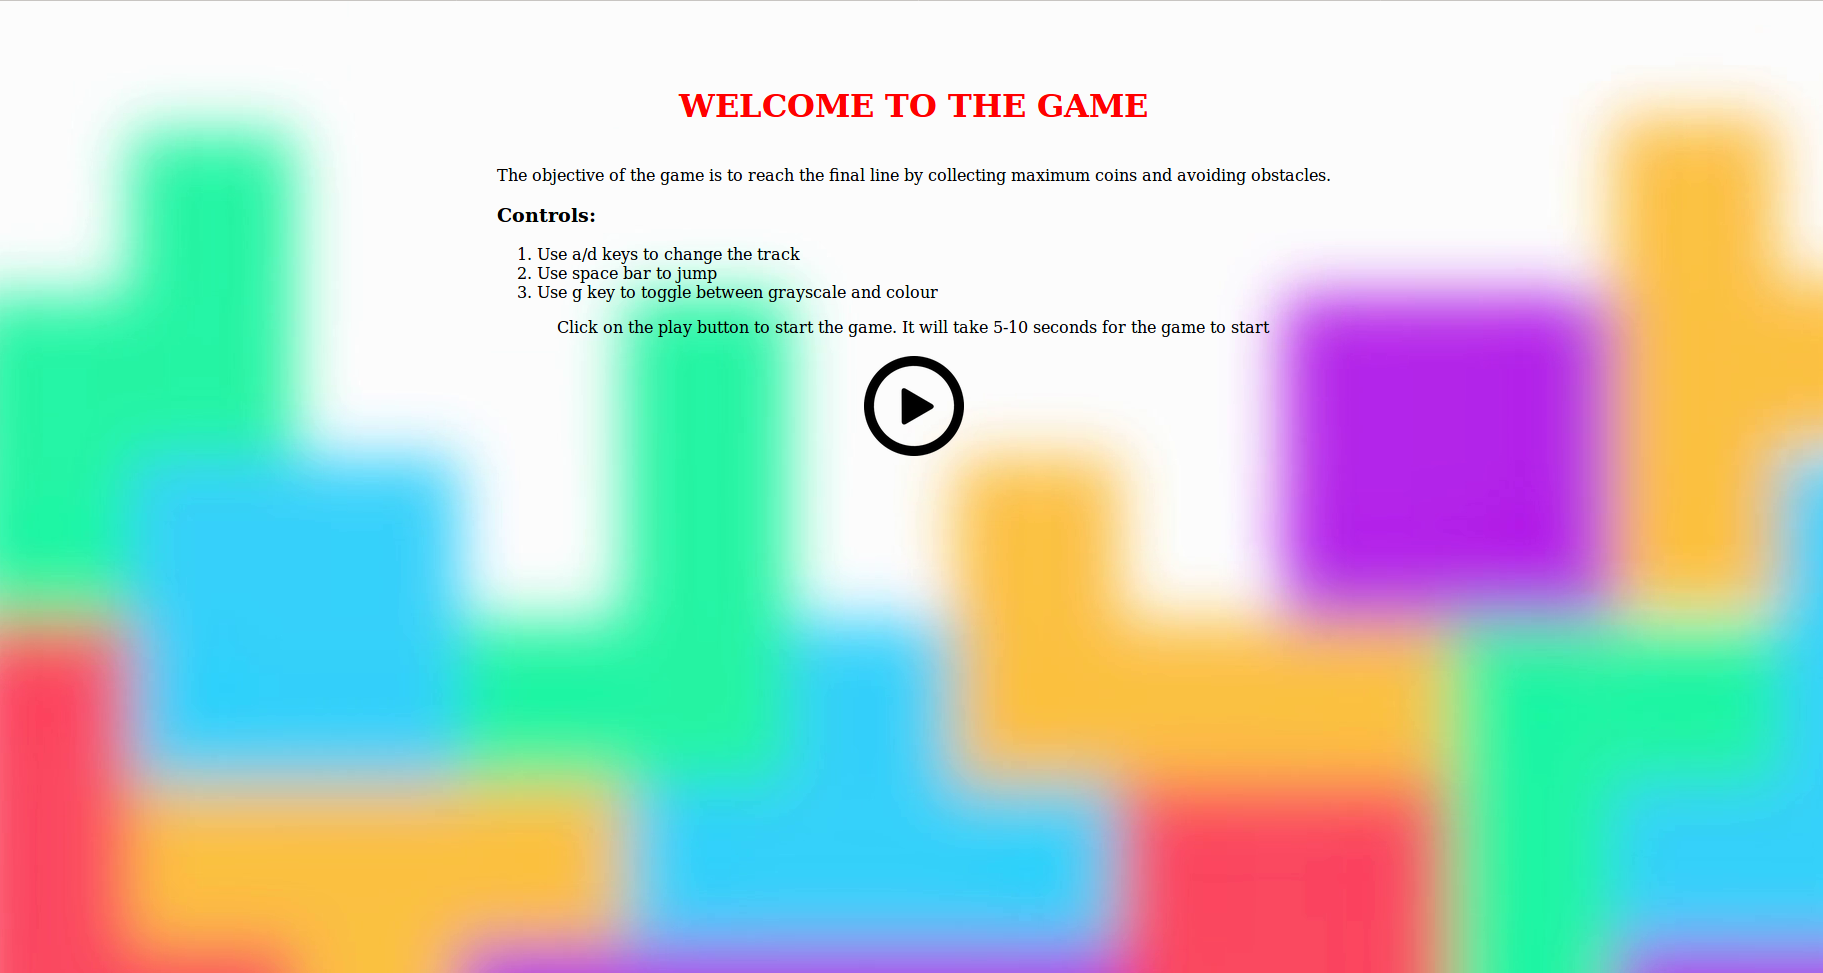 WELCOME TO THE GAME
The objective of the game is to reach the final line by collecting maximum coins and avoiding obstacles.
Controls:
1. Use a/d keys to change the track
2. Use space bar to jump
3. Use g key to toggle between grayscale and colour
Click on the play button to start the game. It will take 5-10 seconds for the game to start